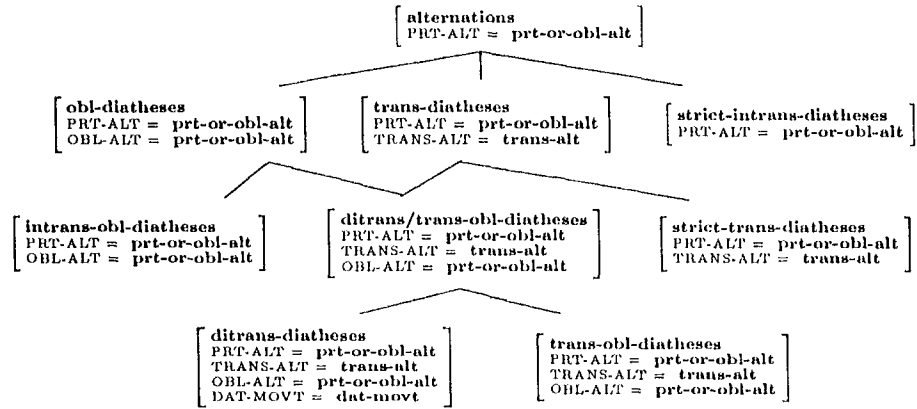 alternations
PRT-ALT = prt-or-obl-alt
obl-diatheses
PRT-ALT = prt-or-obl-alt
OBL-ALT = prt-or-obl-alt
trans-diatheses
PRT-ALT = prt-or-obl-alt
TRANS-ALT = trans-alt
strict-intrans-diatheses
PRT-ALT = prt-or-obl-alt
intrans-obl-diatheses
PRT-ALT = prt-or-obl-alt
OBL-ALT = prt-or-obl-alt
ditrans/trans-obl-diatheses
PRT-ALT = prt-or-obl-alt
TRANS-ALT = trans-alt
OBL-ALT = prt-or-obl-alt
strict-trans-diatheses
PRT-ALT = prt-or-obl-alt
TRANS-ALT = trans-alt
ditrans-diatheses
PRT-ALT = prt-or-obl-alt
TRANS-ALT = trans-alt
OBL-ALT = prt-or-obl-alt
DAT-MOVT = dat-movt
trans-obl-diatheses
PRT-ALT = prt-or-obl-alt
TRANS-ALT = trans-alt
OBL-ALT = prt-or-obl-alt